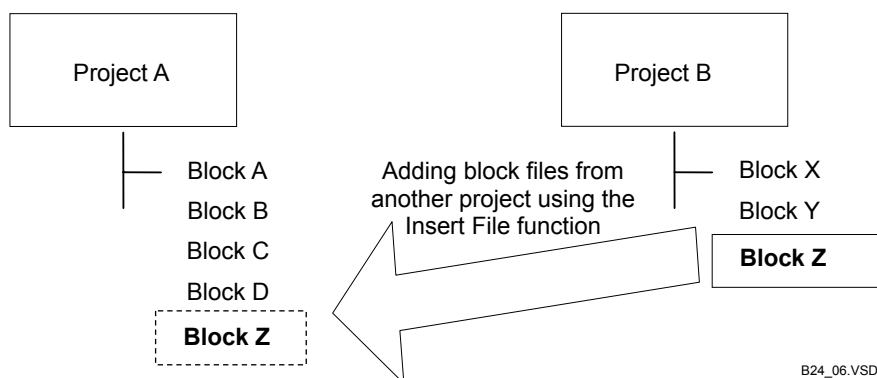 Project A
Project B
Block A
Block B
Block C
Block D
Block Z
Adding block files from
another project using the
Insert File function
Block X
Block Y
Block Z
B24_06.VSD